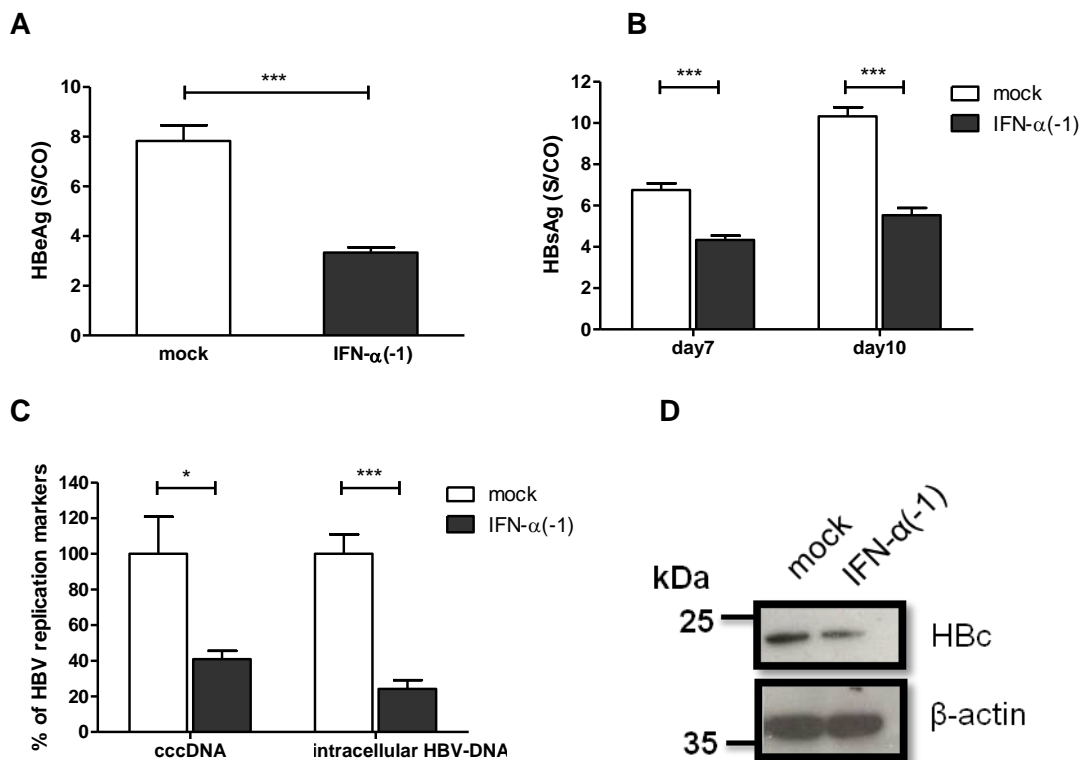 A
HBeAg (S/CO)
10
8
6
4
2
0
***
mock
IFN-α(-1)
B
HBsAg (S/CO)
12
10
8
6
4
2
0
***
***
day7
day10
mock
IFN-α(-1)
C
% of HBV replication markers
140
120
100
80
60
40
20
0
*
***
cccDNA
intracellular HBV-DNA
mock
IFN-α(-1)
D
mock
IFN-α(-1)
kDa
25
HBc
35
β-actin